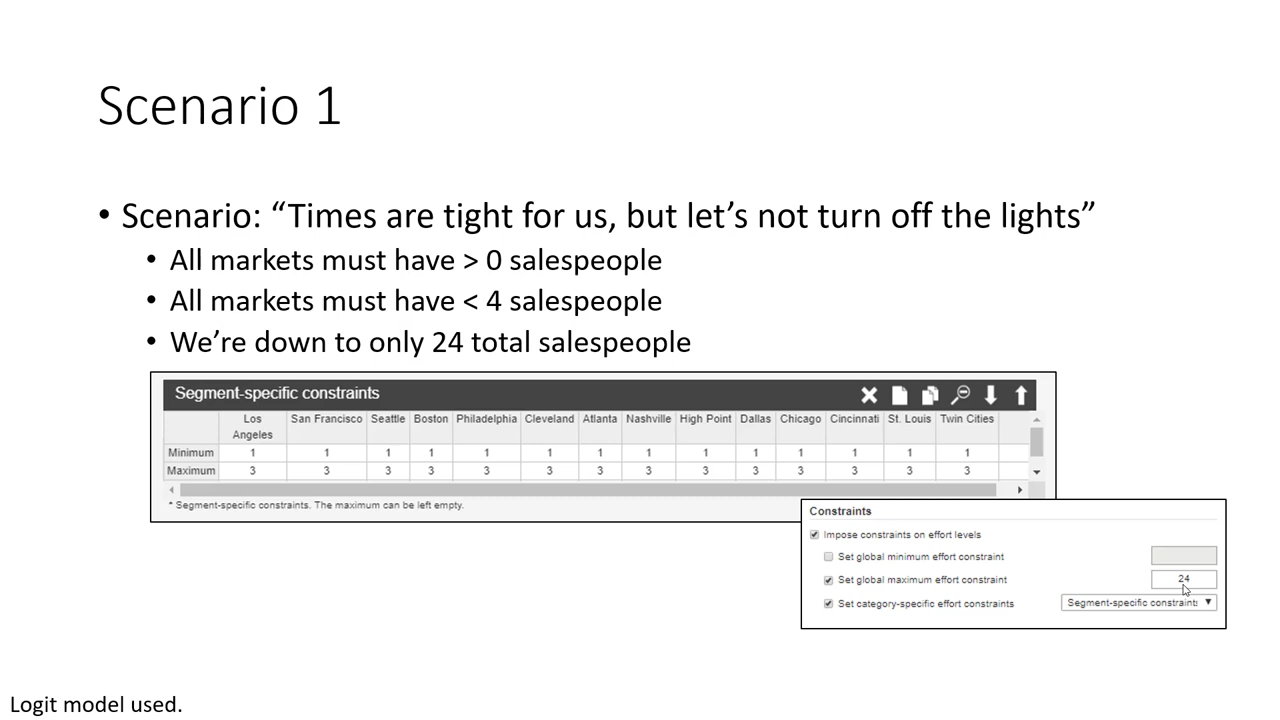 Scenario 1
• Scenario: “Times are tight for us, but let’s not turn off the lights”
• All markets must have > 0 salespeople
• All markets must have < 4 salespeople
• We’re down to only 24 total salespeople
Segment-specific constraints
Los Angeles San Francisco Seattle Boston Philadelphia Cleveland Atlanta Nashville High Point Dallas Chicago Cincinnati St. Louis Twin Cities
Minimum 1 1 1 1 1 1 1 1 1 1 1 1 1 1
Maximum 3 3 3 3 3 3 3 3 3 3 3 3 3 3
* Segment-specific constraints. The maximum can be left empty.
Constraints
Impose constraints on effort levels
Set global minimum effort constraint
Set global maximum effort constraint 24
Set category-specific effort constraints Segment-specific constraints
Logit model used.